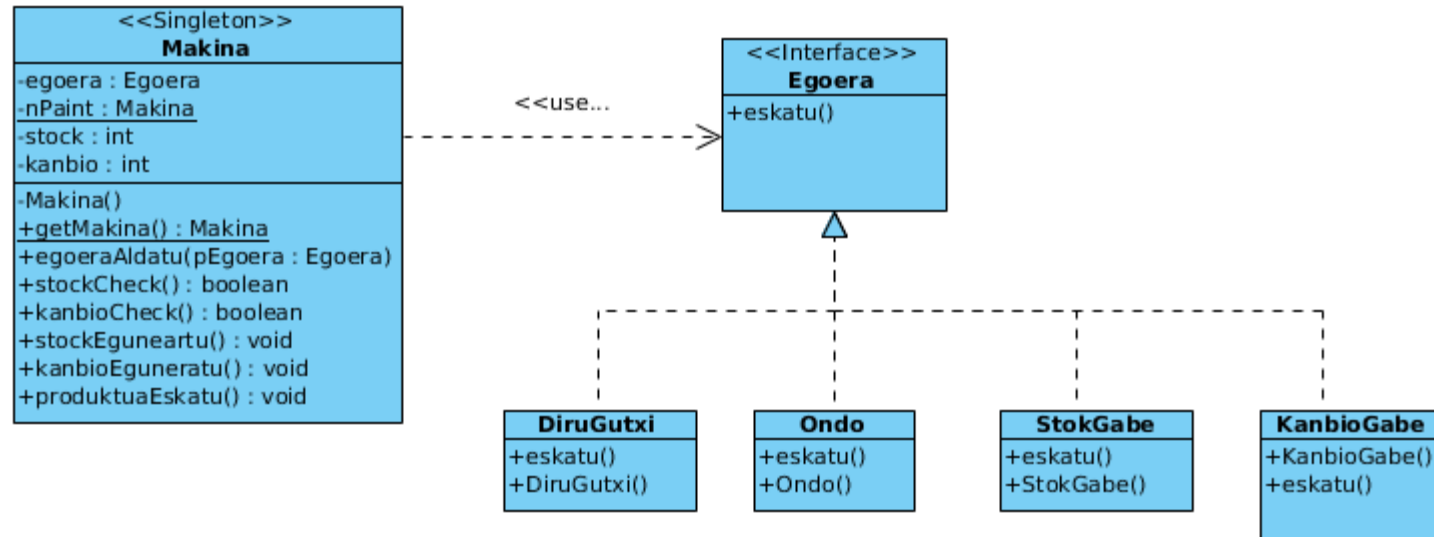 <<Singleton>>
Makina
-egoera : Egoera
-nPaint : Makina
-stock : int
-kanbio : int
-Makina()
+getMakina() : Makina
+egoeraAldatu(pEgoera : Egoera)
+stockCheck() : boolean
+kanbioCheck() : boolean
+stockEguneartu() : void
+kanbioEguneratu() : void
+produktuaEskatu() : void
<<use...
<<Interface>>
Egoera
+eskatu()
DiruGutxi
+eskatu()
+DiruGutxi()
Ondo
+eskatu()
+Ondo()
StokGabe
+eskatu()
+StokGabe()
KanbioGabe
+KanbioGabe()
+eskatu()